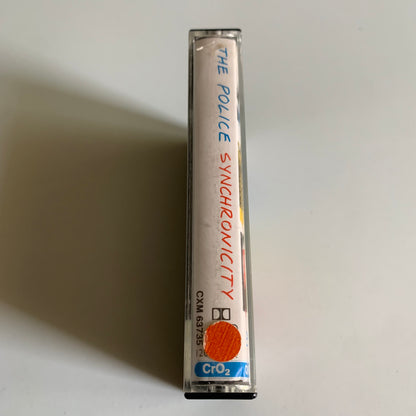 THE POLICE SYNCHRONICITY
CXM 63735
CrO₂